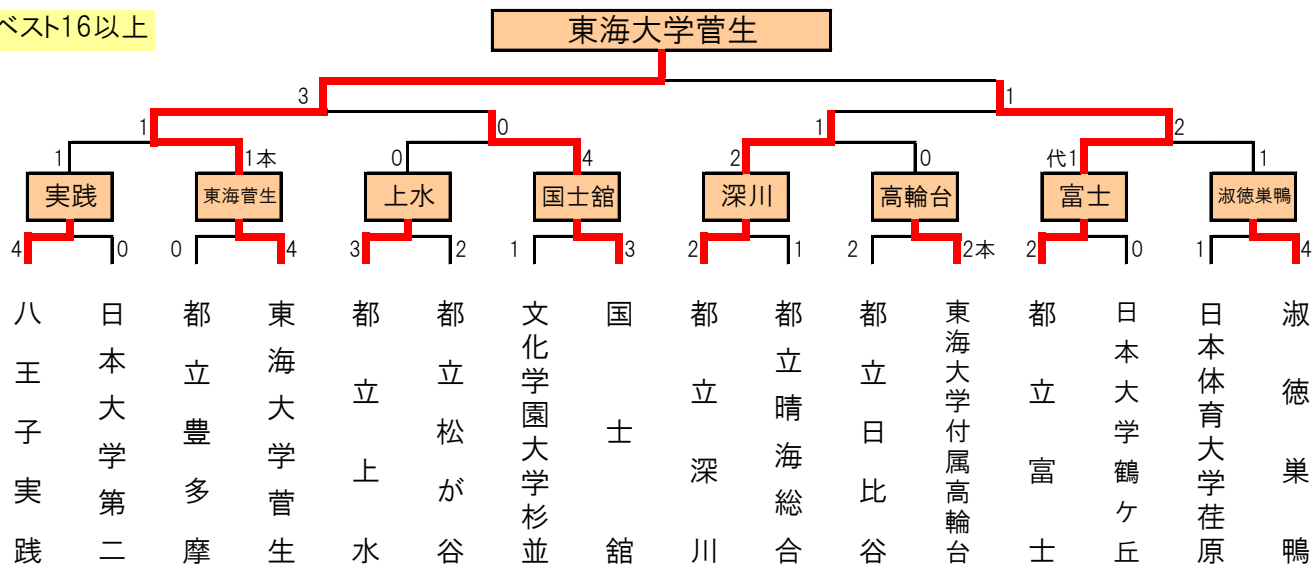 ベスト16以上
東海大学菅生
3
1
1
0
1
2
1
1本
0
4
2
0
代1
1
実践
東海菅生
上水
国士舘
深川
高輪台
富士
淑徳巣鴨
4
0
0
4
3
2
1
3
2
1
2
2本
2
0
1
4
八王子実践
日本大学第二
都立豊多摩
東海大学菅生
都立上水
都立松が谷
文化学園大学杉並
国士舘
都立深川
都立晴海総合
都立日比谷
東海大学付属高輪台
都立富士
日本大学鶴ケ丘
日本体育大学荏原
淑徳巣鴨